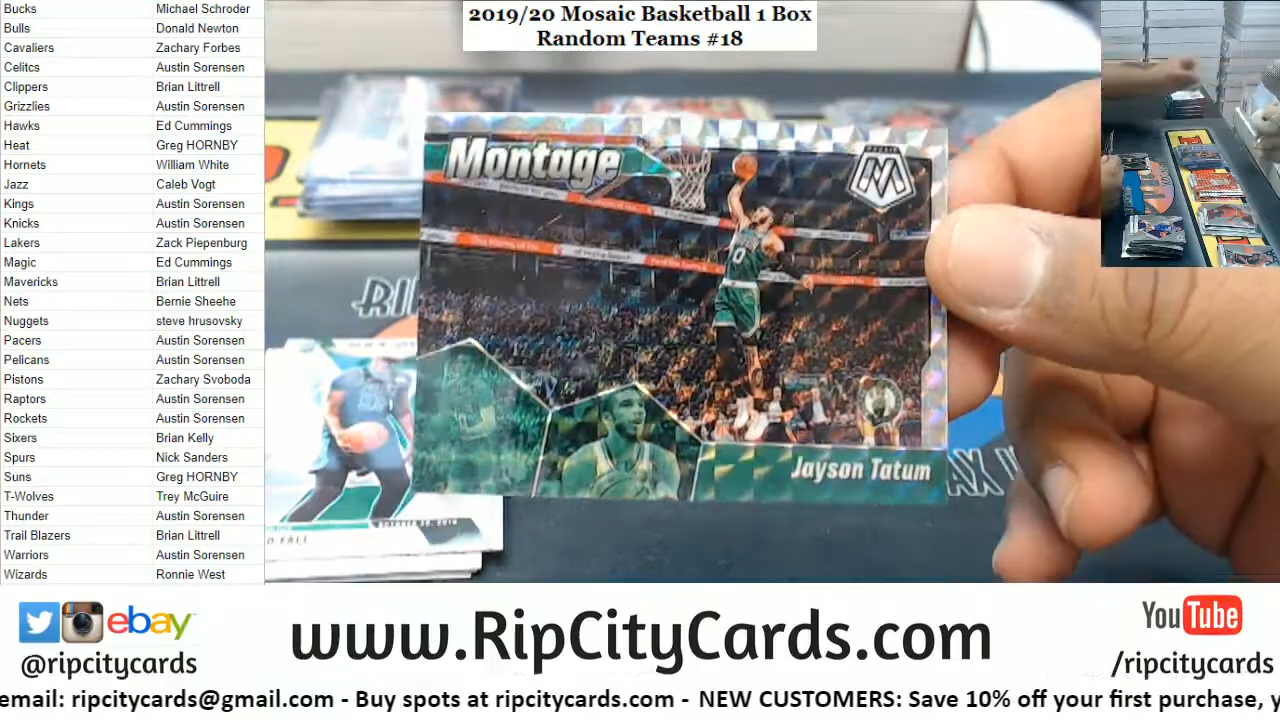 Bucks Michael Schroder
Bulls Donald Newton
Cavaliers Zachary Forbes
Celitcs Austin Sorensen
Clippers Brian Littrell
Grizzlies Austin Sorensen
Hawks Ed Cummings
Heat Greg HORNBY
Hornets William White
Jazz Caleb Vogt
Kings Austin Sorensen
Knicks Austin Sorensen
Lakers Zack Piepenburg
Magic Ed Cummings
Mavericks Brian Littrell
Nets Bernie Sheehe
Nuggets steve hrusovsky
Pacers Austin Sorensen
Pelicans Austin Sorensen
Pistons Zachary Svoboda
Raptors Austin Sorensen
Rockets Austin Sorensen
Sixers Brian Kelly
Spurs Nick Sanders
Suns Greg HORNBY
T-Wolves Trey McGuire
Thunder Austin Sorensen
Trail Blazers Brian Littrell
Warriors Austin Sorensen
Wizards Ronnie West
2019/20 Mosaic Basketball 1 Box
Random Teams #18
Montage
M
0
Jayson Tatum
FALL
ebay
@ripcitycards
www.RipCityCards.com
YouTube
/ripcitycards
email: ripcitycards@gmail.com - Buy spots at ripcitycards.com - NEW CUSTOMERS: Save 10% off your first purchase, y